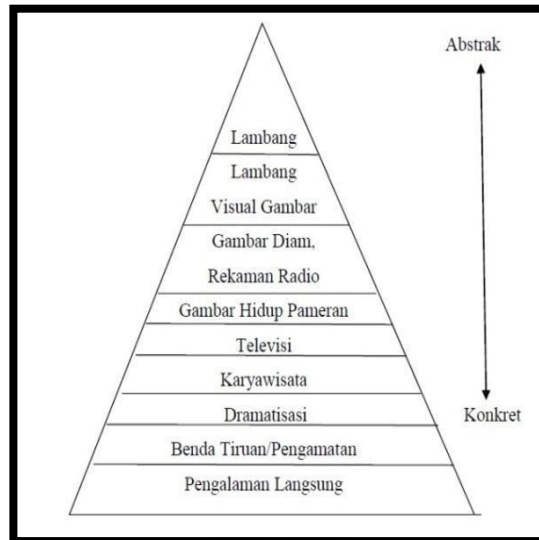 Abstrak
Lambang
Lambang
Visual Gambar
Gambar Diam,
Rekaman Radio
Gambar Hidup Pameran
Televisi
Karyawisata
Dramatisasi
Konkret
Benda Tiruan/Pengamatan
Pengalaman Langsung